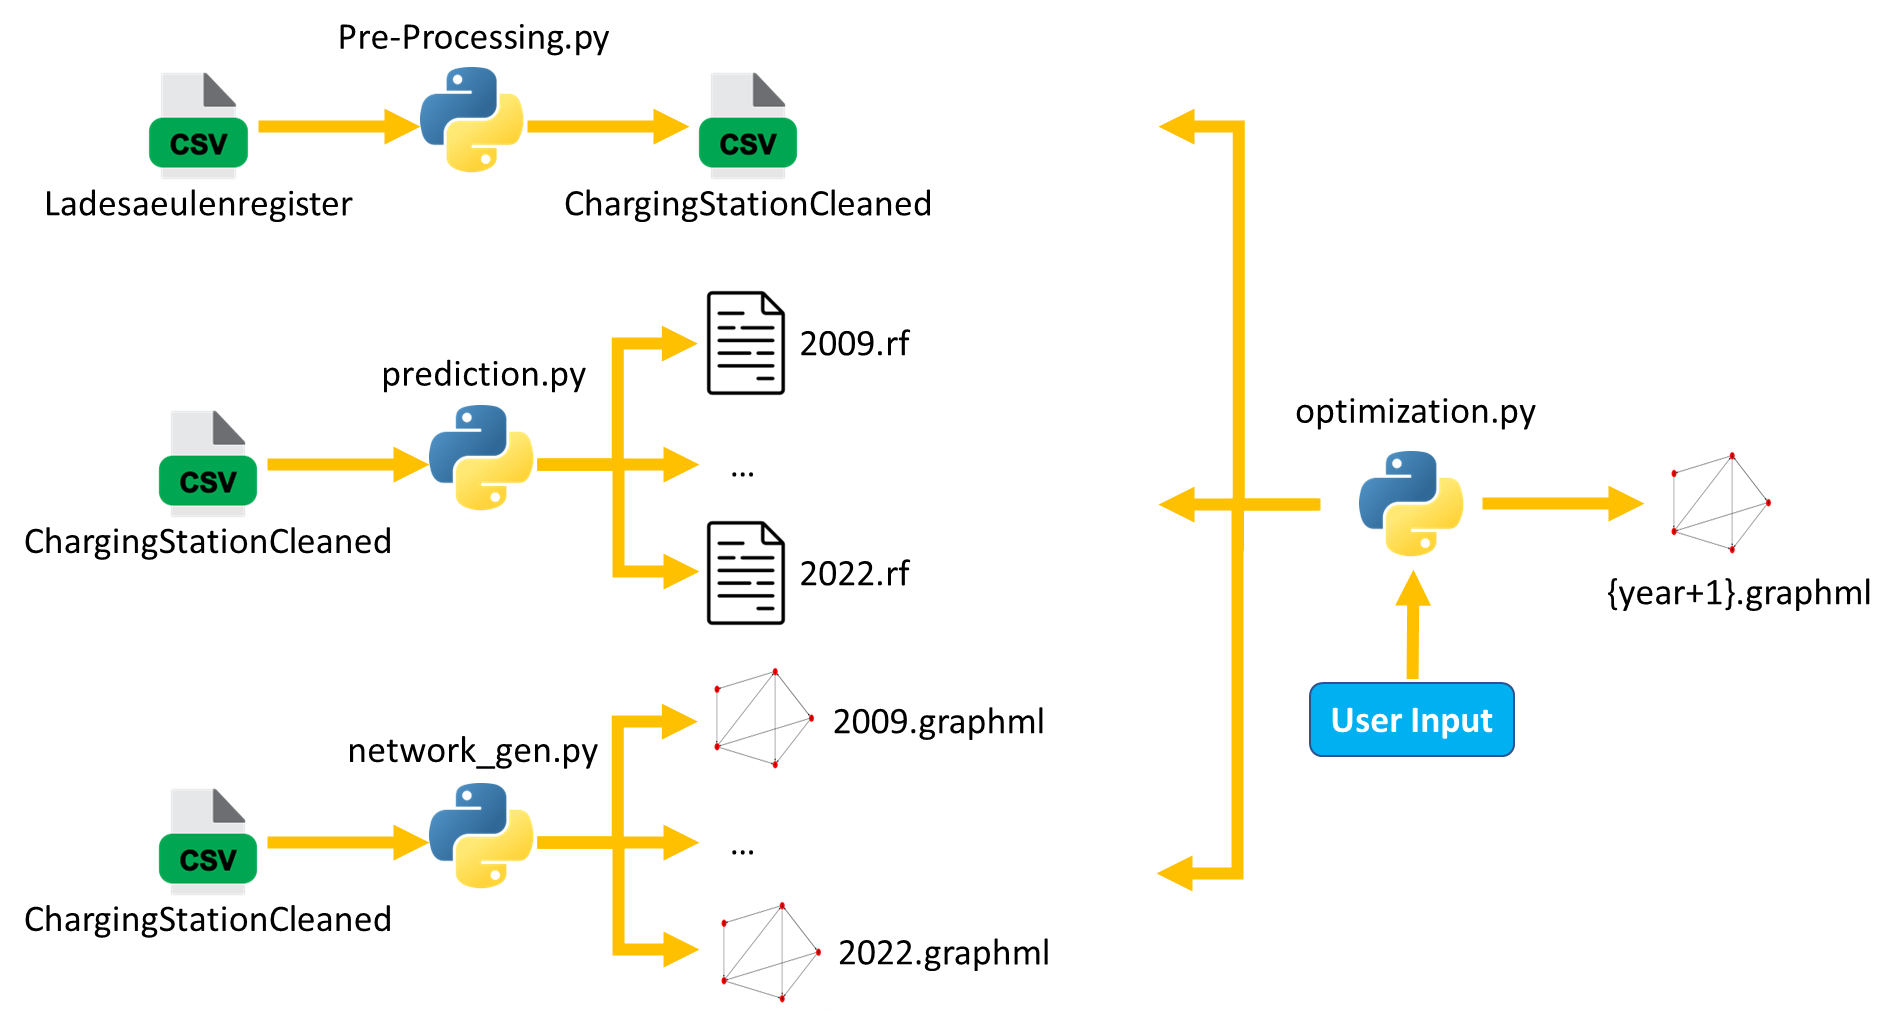 Pre-Processing.py
CSV
CSV
Ladesaeulenregister
ChargingStationCleaned
2009.rf
prediction.py
CSV
...
ChargingStationCleaned
2022.rf
network_gen.py
2009.graphml
CSV
...
ChargingStationCleaned
2022.graphml
optimization.py
{year+1}.graphml
User Input